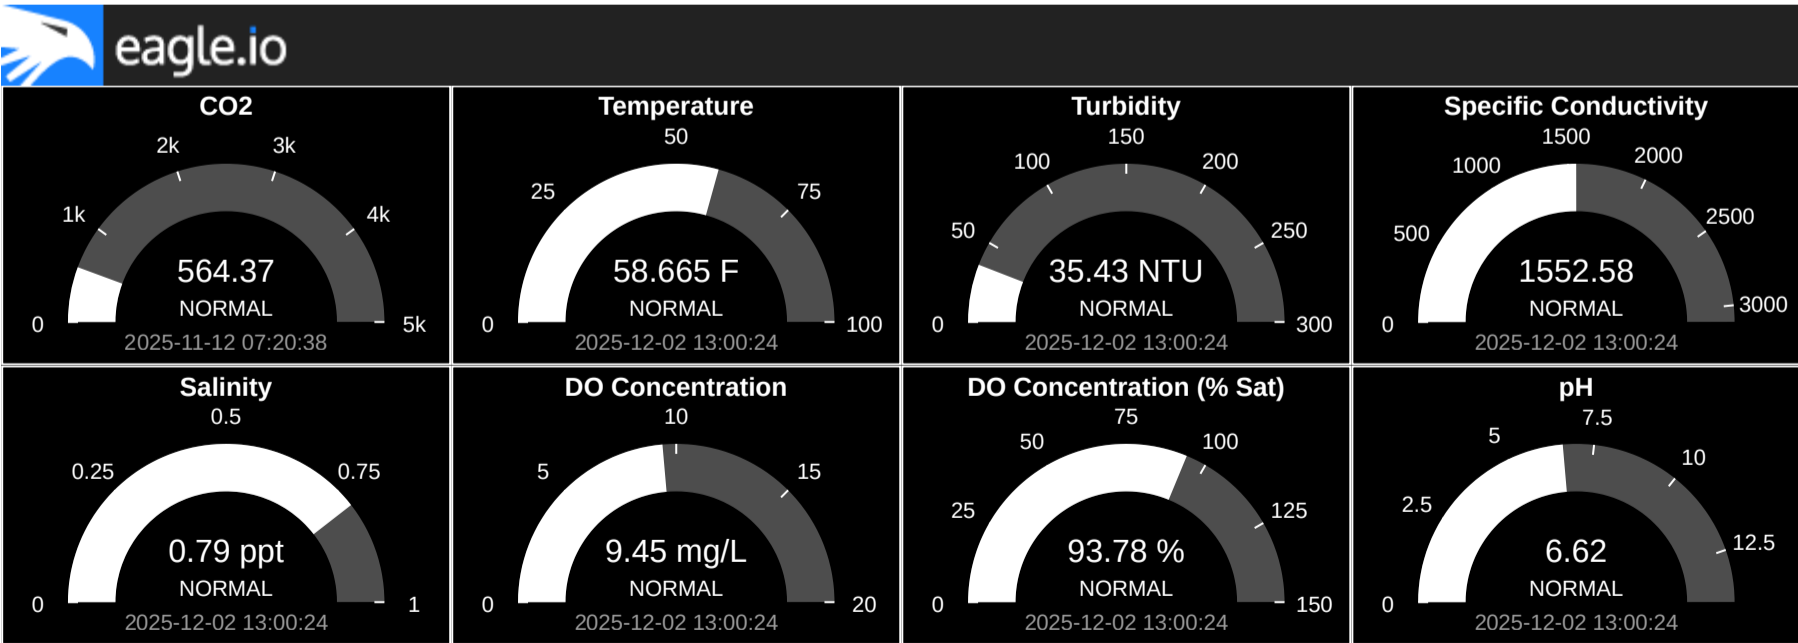 eagle.io
CO2
2k
3k
1k
4k
564.37
NORMAL
0
5k
2025-11-12 07:20:38
Temperature
50
25
75
58.665 F
NORMAL
0
100
2025-12-02 13:00:24
Turbidity
150
100
200
50
250
35.43 NTU
NORMAL
0
300
2025-12-02 13:00:24
Specific Conductivity
1500
1000
2000
500
2500
1552.58
NORMAL
0
3000
2025-12-02 13:00:24
Salinity
0.5
0.25
0.75
0.79 ppt
NORMAL
0
1
2025-12-02 13:00:24
DO Concentration
10
5
15
9.45 mg/L
NORMAL
0
20
2025-12-02 13:00:24
DO Concentration (% Sat)
75
50
100
25
125
93.78 %
NORMAL
0
150
2025-12-02 13:00:24
pH
7.5
5
10
2.5
12.5
6.62
NORMAL
0
2025-12-02 13:00:24